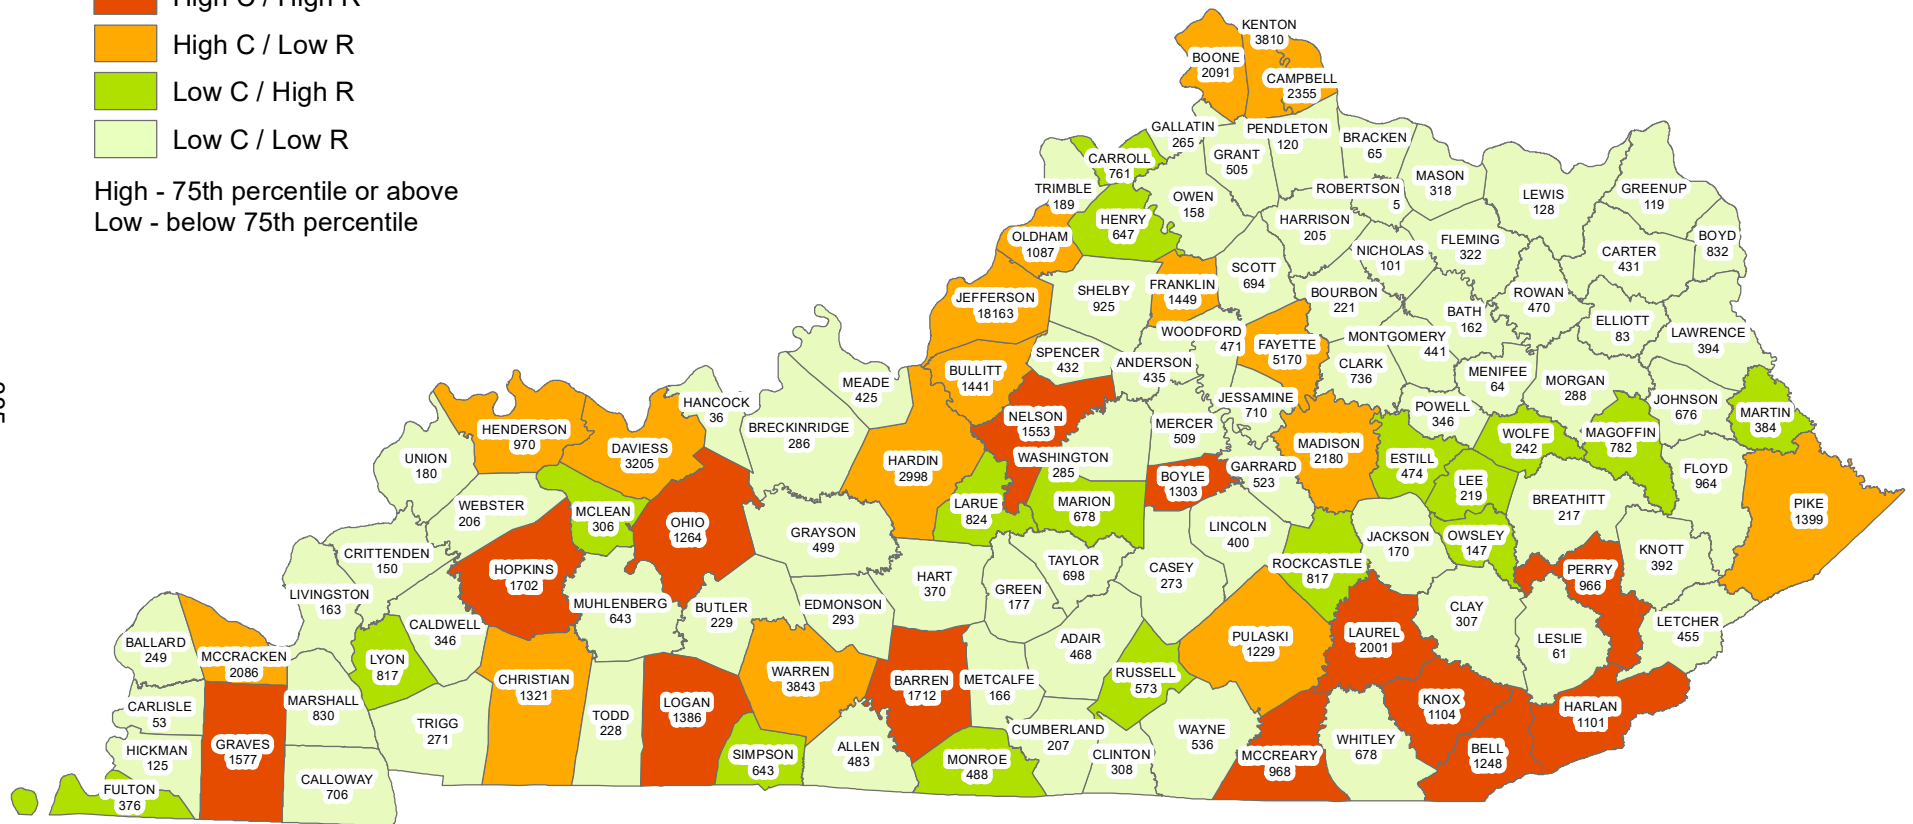 High C / High R
High C / Low R
Low C / High R
Low C / Low R
High - 75th percentile or above
Low - below 75th percentile
KENTON
3810
BOONE
2091
CAMPBELL
2355
GALLATIN
265
PENDLETON
120
BRACKEN
65
CARROLL
761
GRANT
505
MASON
318
TRIMBLE
189
OWEN
158
ROBERTSON
5
LEWIS
128
GREENUP
119
HENRY
647
HARRISON
205
OLDHAM
1087
NICHOLAS
101
FLEMING
322
CARTER
431
BOYD
832
SCOTT
694
JEFFERSON
18163
SHELBY
925
FRANKLIN
1449
BOURBON
221
BATH
162
ROWAN
470
ELLIOTT
83
LAWRENCE
394
WOODFORD
471
FAYETTE
5170
MONTGOMERY
441
SPENCER
432
ANDERSON
435
CLARK
736
MENIFEE
64
MORGAN
288
BULLITT
1441
MEADE
425
JESSAMINE
710
JOHNSON
676
MARTIN
384
HANCOCK
36
NELSON
1553
MERCER
509
POWELL
346
WOLFE
242
MAGOFFIN
782
HENDERSON
970
DAVIESS
3205
BRECKINRIDGE
286
UNION
180
HARDIN
2998
WASHINGTON
285
BOYLE
1303
GARRARD
523
MADISON
2180
ESTILL
474
LEE
219
FLOYD
964
WEBSTER
206
MCLEAN
306
OHIO
1264
LARUE
824
MARION
678
BREATHITT
217
PIKE
1399
GRAYSON
499
LINCOLN
400
JACKSON
170
OWSLEY
147
CRITTENDEN
150
HOPKINS
1702
HART
370
TAYLOR
698
CASEY
273
ROCKCASTLE
817
PERRY
966
KNOTT
392
LIVINGSTON
163
MUHLENBERG
643
BUTLER
229
EDMONSON
293
GREEN
177
CLAY
307
CALDWELL
346
BALLARD
249
MCCRACKEN
2086
LYON
817
ADAIR
468
PULASKI
1229
LAUREL
2001
LESLIE
61
LETCHER
455
CHRISTIAN
1321
WARREN
3843
BARREN
1712
METCALFE
166
RUSSELL
573
CARLISLE
53
MARSHALL
830
LOGAN
1386
KNOX
1104
HARLAN
1101
TRIGG
271
TODD
228
CUMBERLAND
207
WAYNE
536
HICKMAN
125
GRAVES
1577
SIMPSON
643
ALLEN
483
MONROE
488
CLINTON
308
MCCREARY
968
WHITLEY
678
BELL
1248
FULTON
376
CALLOWAY
706